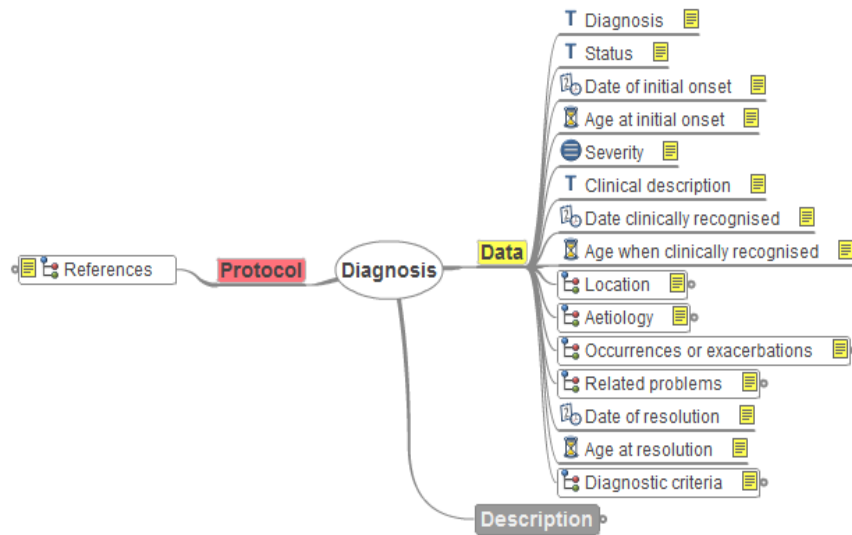 Diagnosis
Status
Date of initial onset
Age at initial onset
Severity
Clinical description
Date clinically recognised
Age when clinically recognised
Location
Aetiology
Occurrences or exacerbations
Related problems
Date of resolution
Age at resolution
Diagnostic criteria
Data
Diagnosis
Protocol
References
Description